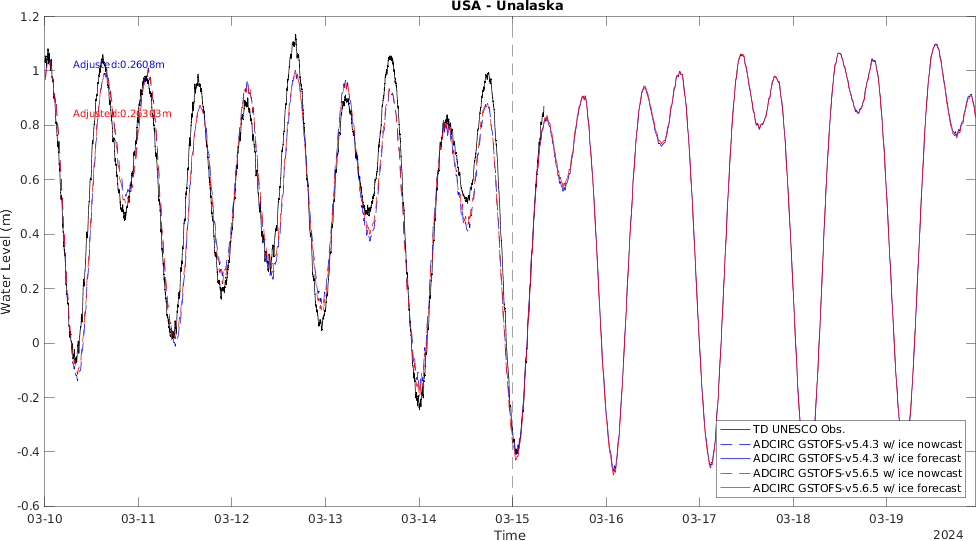 USA - Unalaska
Adjusted:0.2608m
Adjusted:0.26303m
Water Level (m)
1.2
1
0.8
0.6
0.4
0.2
0
-0.2
-0.4
-0.6
TD UNESCO Obs.
ADCIRC GSTOFS-v5.4.3 w/ ice nowcast
ADCIRC GSTOFS-v5.4.3 w/ ice forecast
ADCIRC GSTOFS-v5.6.5 w/ ice nowcast
ADCIRC GSTOFS-v5.6.5 w/ ice forecast
03-10 03-11 03-12 03-13 03-14 03-15 03-16 03-17 03-18 03-19
Time
2024